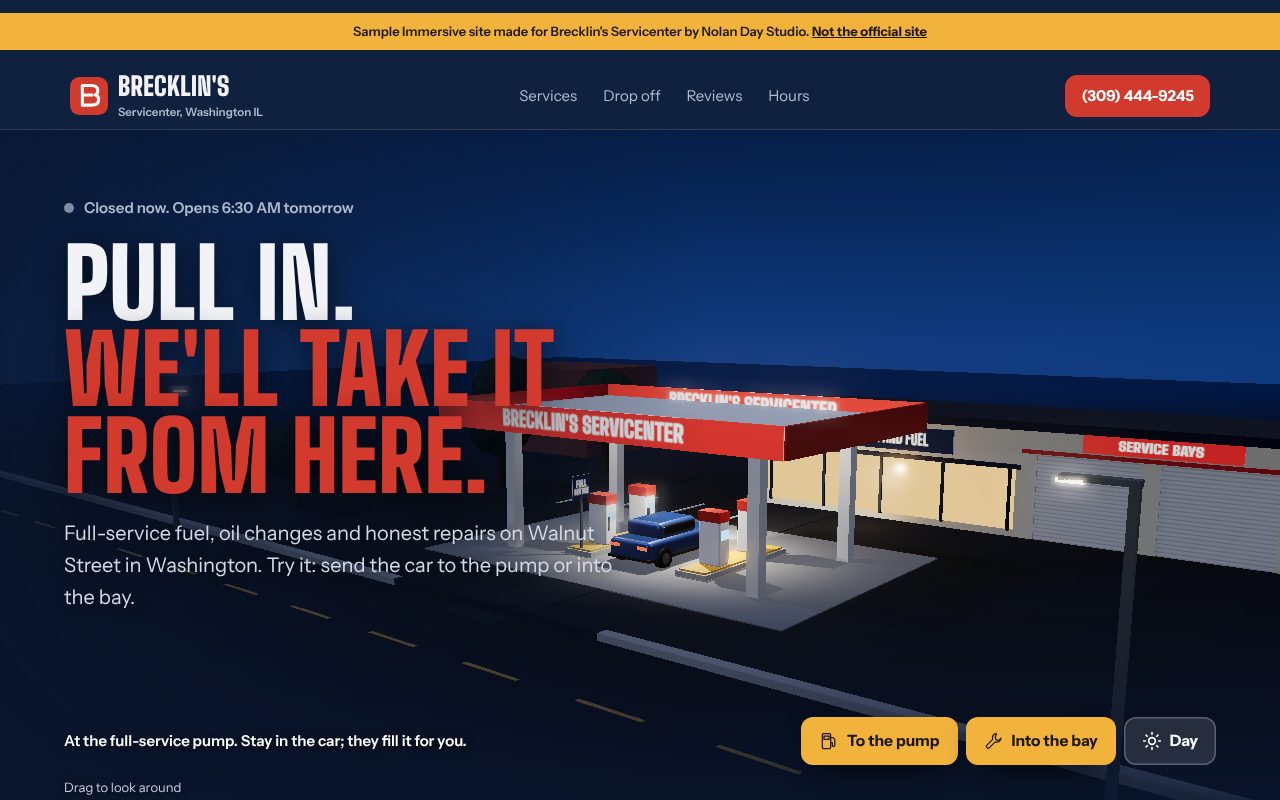 Sample Immersive site made for Brecklin's Servicenter by Nolan Day Studio. Not the official site
B
BRECKLIN'S
Servicenter, Washington IL
Services
Drop off
Reviews
Hours
(309) 444-9245
Closed now. Opens 6:30 AM tomorrow
PULL IN.
WE'LL TAKE IT
FROM HERE.
BRECKLIN'S SERVICENTER
BRECKLIN'S SERVICENTER
FUEL
SERVICE BAYS
FULL
Full-service fuel, oil changes and honest repairs on Walnut
Street in Washington. Try it: send the car to the pump or into
the bay.
At the full-service pump. Stay in the car; they fill it for you.
To the pump
Into the bay
Day
Drag to look around